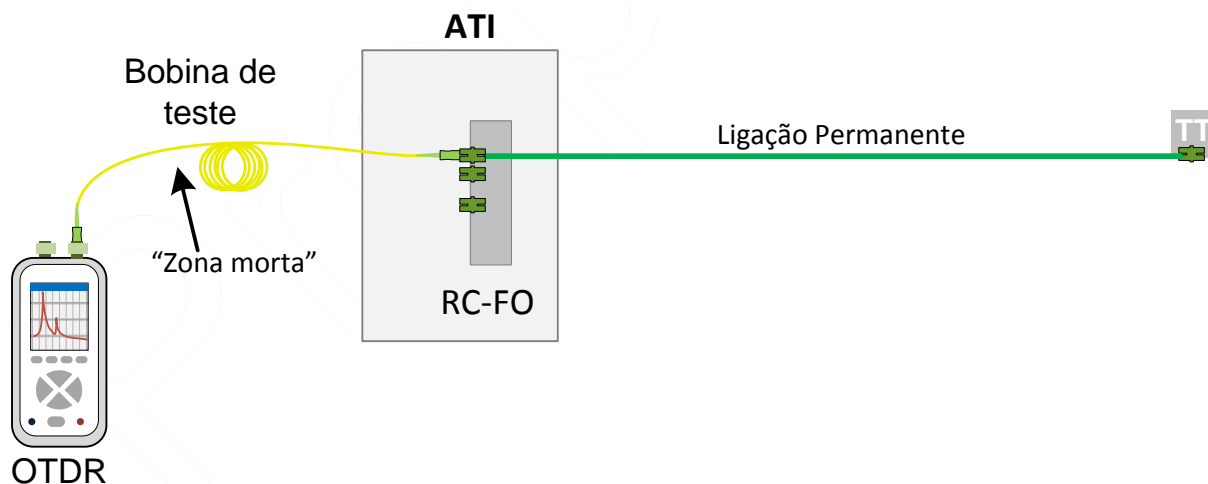 ATI
Bobina de
teste
Ligação Permanente
TT
“Zona morta”
RC-FO
OTDR